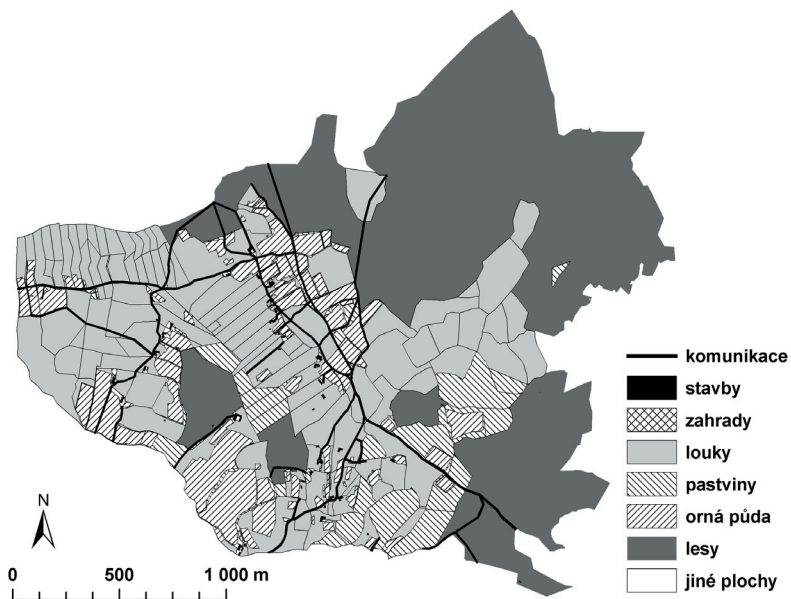 komunikace
stavby
zahrady
louky
pastviny
orná půda
lesy
jiné plochy
N
0 500 1 000 m